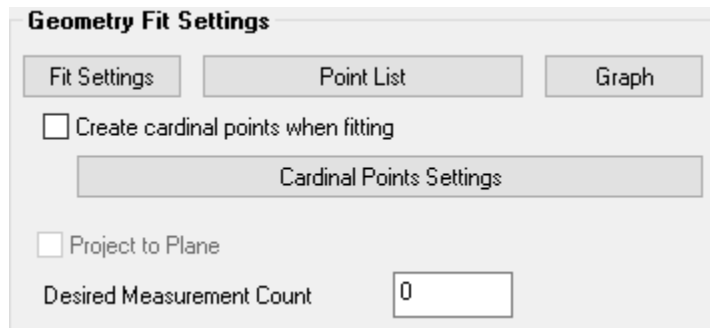 Geometry Fit Settings
Fit Settings Point List Graph
Create cardinal points when fitting
Cardinal Points Settings
Project to Plane
Desired Measurement Count 0